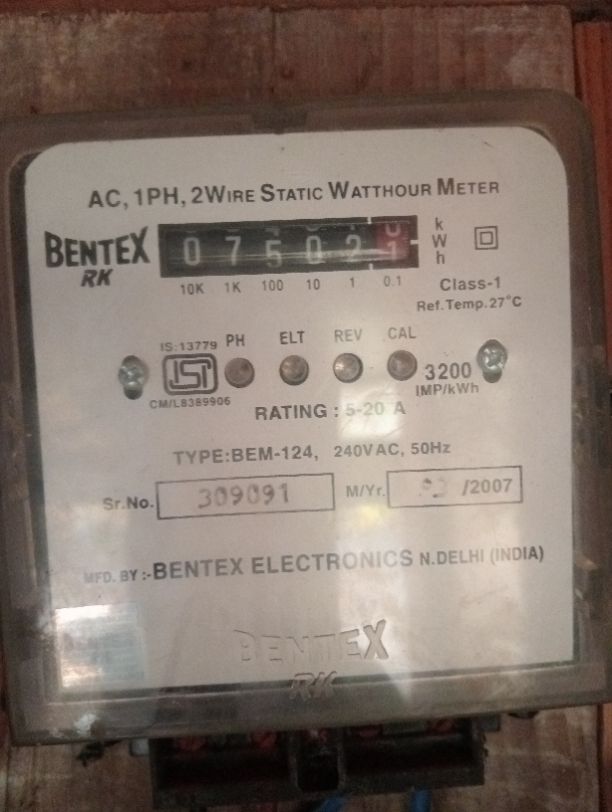 AC, 1PH, 2WIRE STATIC WATTHOUR METER
BENTEX
RK
0 7 5 0 2 1
k
W
h
10K 1K 100 10 1 0.1
Class-1
Ref.Temp.27°C
IS:13779 PH ELT REV CAL
CM/L8389906
3200
IMP/kWh
RATING : 5-20 A
TYPE:BEM-124, 240VAC, 50Hz
Sr.No. 309091 M/Yr. /2007
MFD. BY :-BENTEX ELECTRONICS N.DELHI (INDIA)
BENTEX
RK